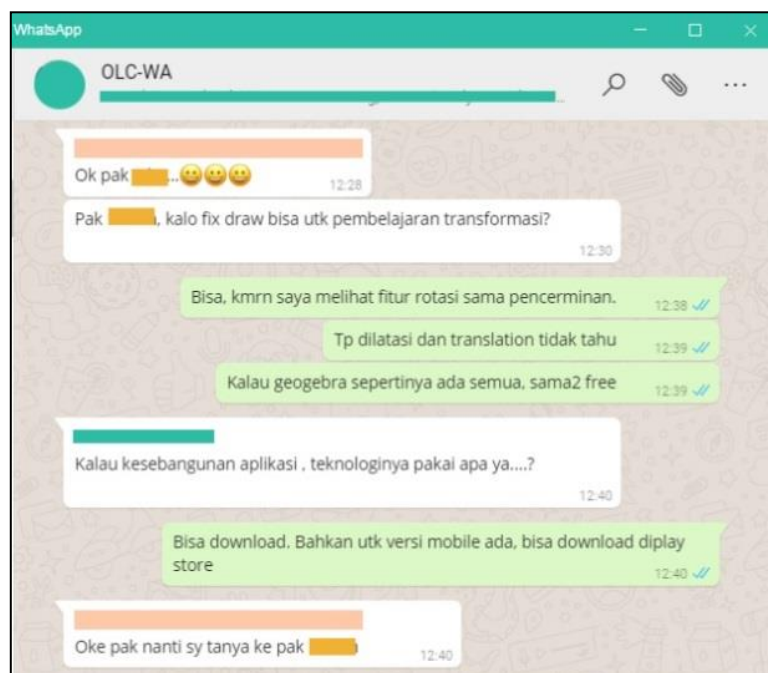 WhatsApp
OLC-WA
Ok pak ...😀😀😀
12:28
Pak , kalo fix draw bisa utk pembelajaran transformasi?
12:30
Bisa, kmrn saya melihat fitur rotasi sama pencerminan.
12:38
Tp dilatasi dan translation tidak tahu
12:39
Kalau geogebra sepertinya ada semua, sama2 free
12:39
Kalau kesebangunan aplikasi , teknologinya pakai apa ya....?
12:40
Bisa download. Bahkan utk versi mobile ada, bisa download diplay
store
12:40
Oke pak nanti sy tanya ke pak
12:40